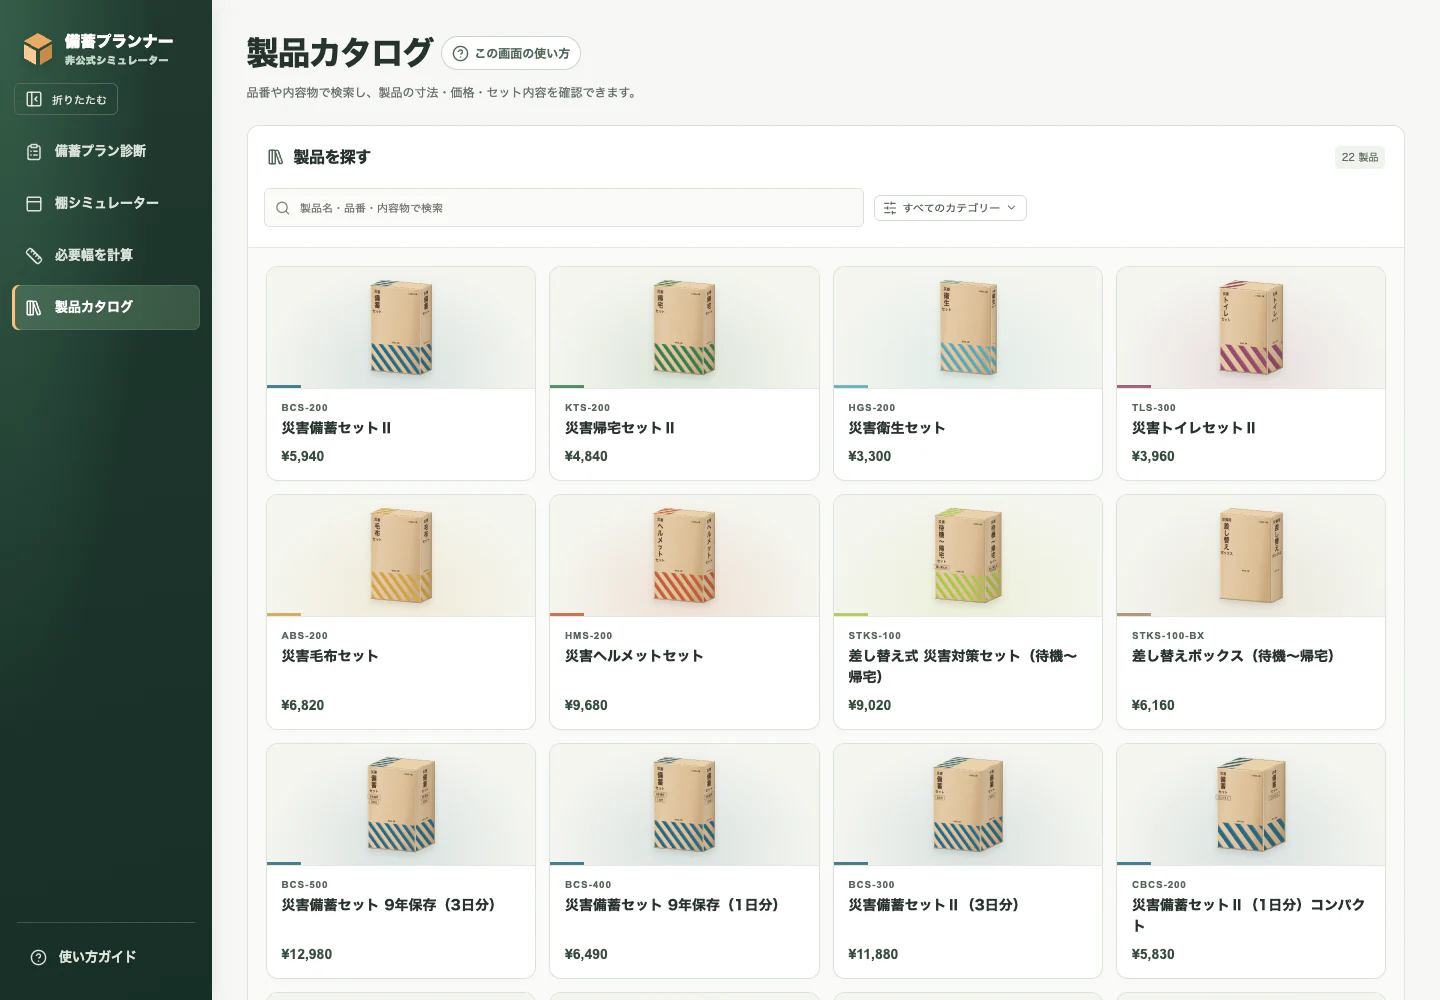 備蓄プランナー
非公式シミュレーター
折りたたむ
備蓄プラン診断
棚シミュレーター
必要幅を計算
製品カタログ
使い方ガイド
製品カタログ
この画面の使い方
品番や内容物で検索し、製品の寸法・価格・セット内容を確認できます。
製品を探す
22 製品
製品名・品番・内容物で検索
すべてのカテゴリー
BCS-200
災害備蓄セットⅡ
¥5,940
KTS-200
災害帰宅セットⅡ
¥4,840
HGS-200
災害衛生セット
¥3,300
TLS-300
災害トイレセットⅡ
¥3,960
ABS-200
災害毛布セット
¥6,820
HMS-200
災害ヘルメットセット
¥9,680
STKS-100
差し替え式 災害対策セット（待機〜
帰宅）
¥9,020
STKS-100-BX
差し替えボックス（待機〜帰宅）
¥6,160
BCS-500
災害備蓄セット 9年保存（3日分）
¥12,980
BCS-400
災害備蓄セット 9年保存（1日分）
¥6,490
BCS-300
災害備蓄セットⅡ（3日分）
¥11,880
CBCS-200
災害備蓄セットⅡ（1日分）コンパク
ト
¥5,830